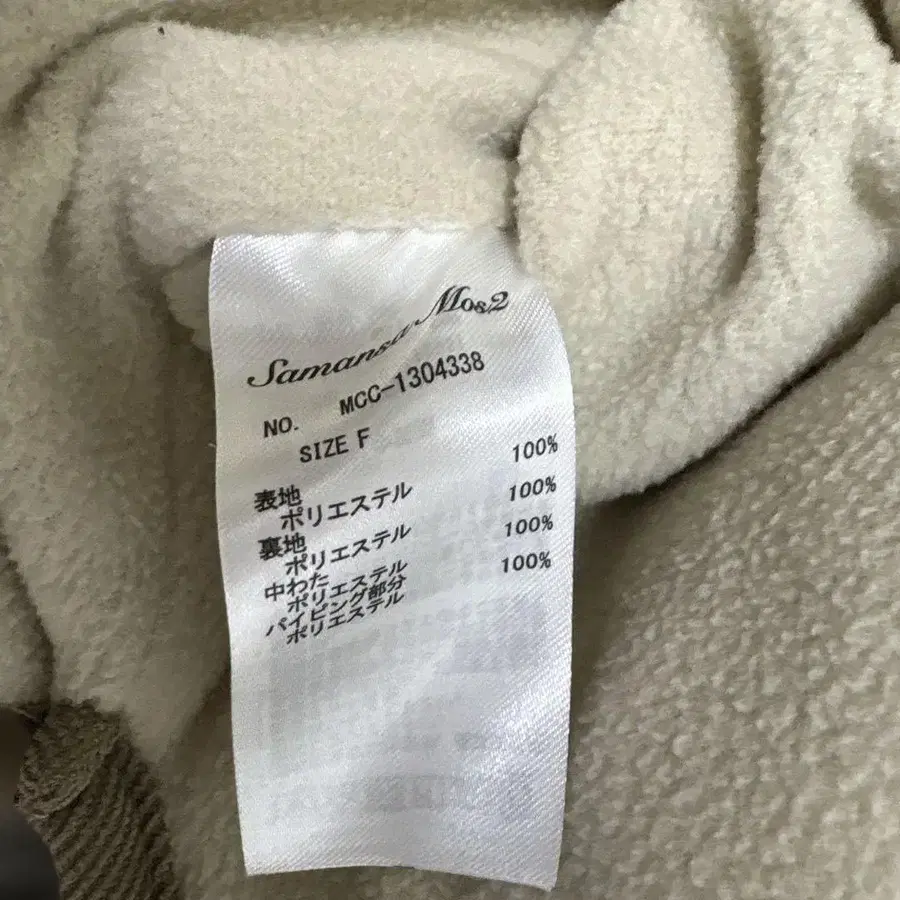 Samansa Mos2
NO. MCC-1304338
SIZE F
表地
ポリエステル 100%
裏地
ポリエステル 100%
中わた
ポリエステル 100%
パイピング部分
ポリエステル 100%